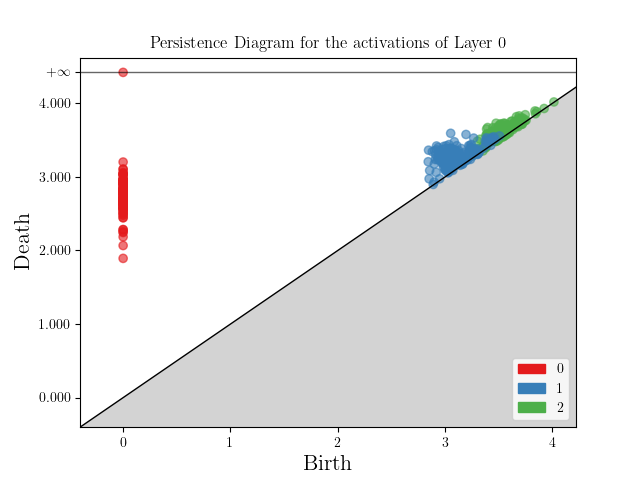 Persistence Diagram for the activations of Layer 0
+∞
4.000
3.000
2.000
1.000
0.000
Death
0
1
2
0 1 2 3 4
Birth